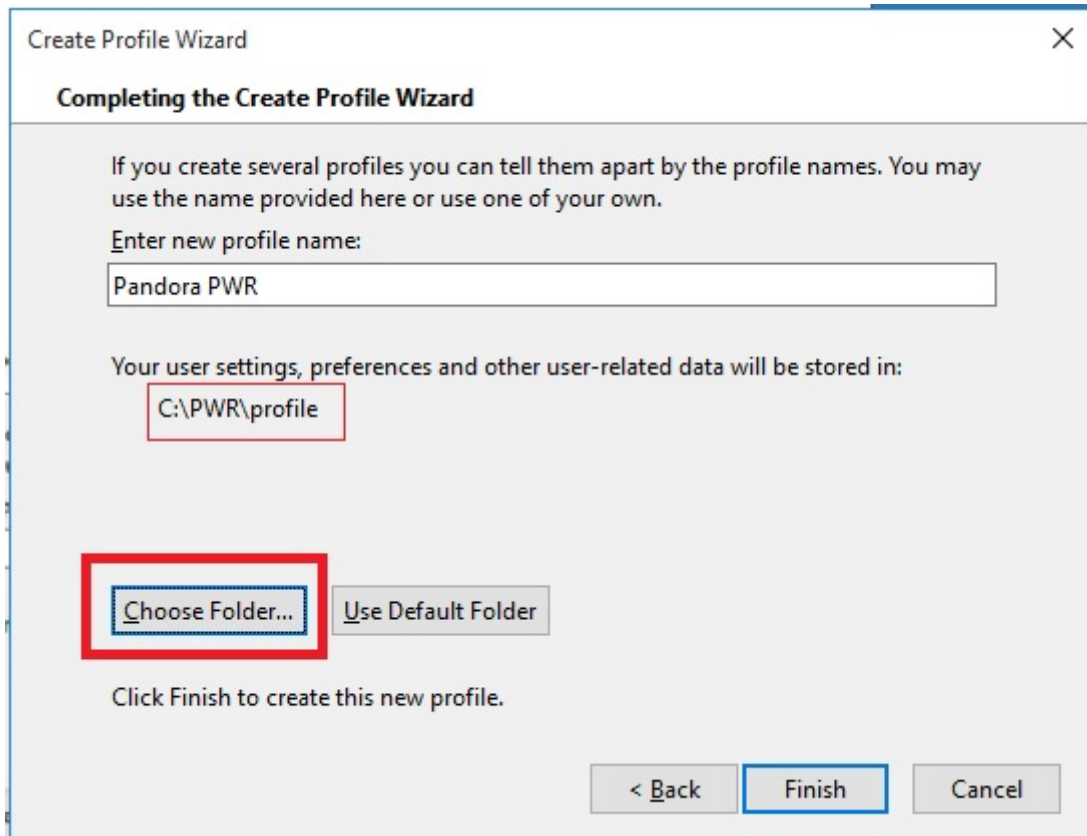 Create Profile Wizard
Completing the Create Profile Wizard
If you create several profiles you can tell them apart by the profile names. You may
use the name provided here or use one of your own.
Enter new profile name:
Pandora PWR
Your user settings, preferences and other user-related data will be stored in:
C:\PWR\profile
Choose Folder... Use Default Folder
Click Finish to create this new profile.
< Back Finish Cancel